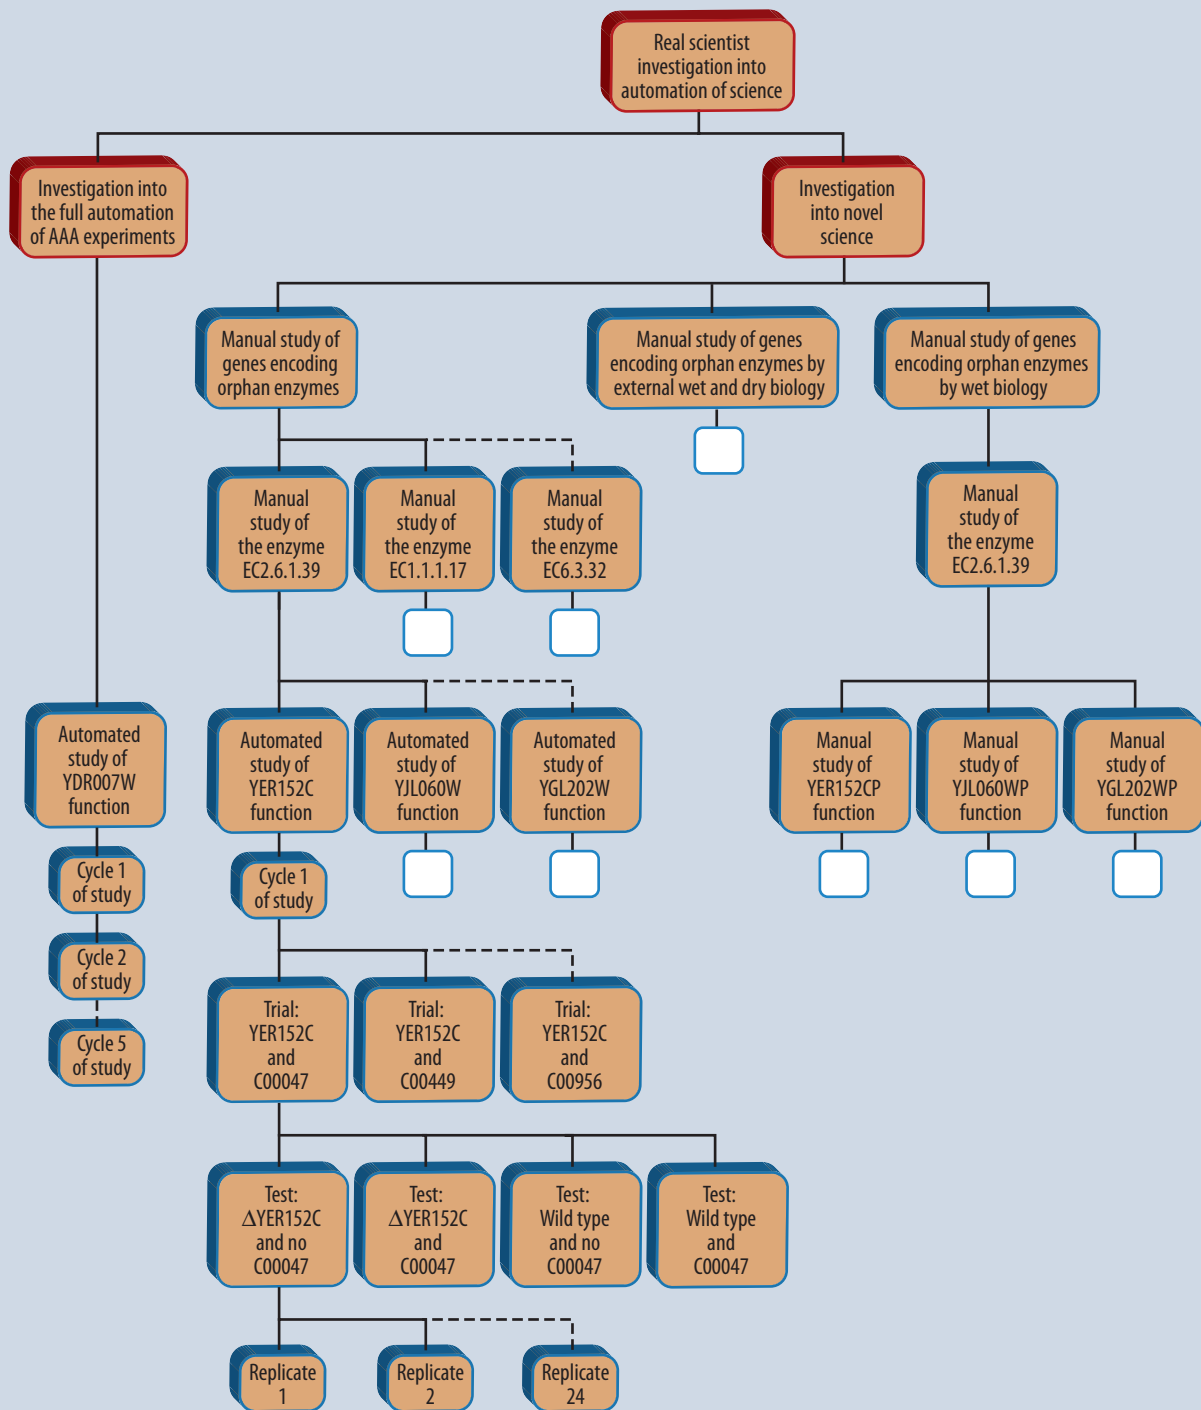 Real scientist
investigation into
automation of science
Investigation into
the full automation
of AAA experiments
Investigation
into novel
science
Manual study of
genes encoding
orphan enzymes
Manual study of genes
encoding orphan enzymes by
external wet and dry biology
Manual study of genes
encoding orphan enzymes
by wet biology
Manual
study of
the enzyme
EC2.6.1.39
Manual
study of
the enzyme
EC1.1.1.17
Manual
study of
the enzyme
EC6.3.32
Manual
study of
the enzyme
EC2.6.1.39
Automated
study of
YDR007W
function
Automated
study of
YER152C
function
Automated
study of
YJL060W
function
Automated
study of
YGL202W
function
Manual
study of
YER152CP
function
Manual
study of
YJL060WP
function
Manual
study of
YGL202WP
function
Cycle 1
of study
Cycle 2
of study
Cycle 5
of study
Cycle 1
of study
Trial:
YER152C
and
C00047
Trial:
YER152C
and
C00449
Trial:
YER152C
and
C00956
Test:
ΔYER152C
and no
C00047
Test:
ΔYER152C
and
C00047
Test:
Wild type
and no
C00047
Test:
Wild type
and
C00047
Replicate
1
Replicate
2
Replicate
24